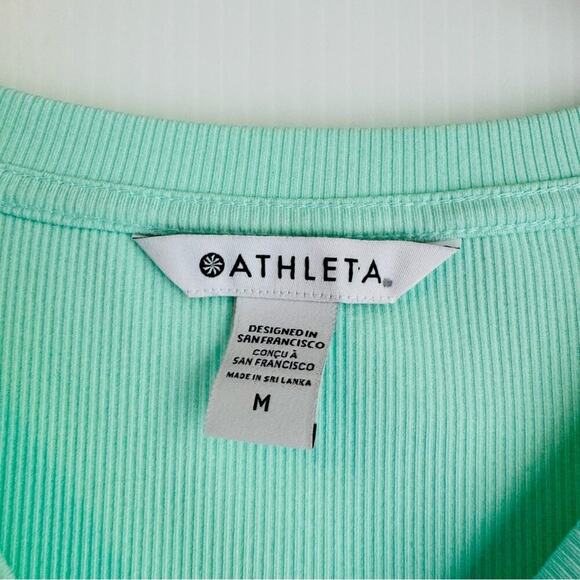 ATHLETA
DESIGNED IN
SAN FRANCISCO
CONÇU À
SAN FRANCISCO
MADE IN SRI LANKA
M